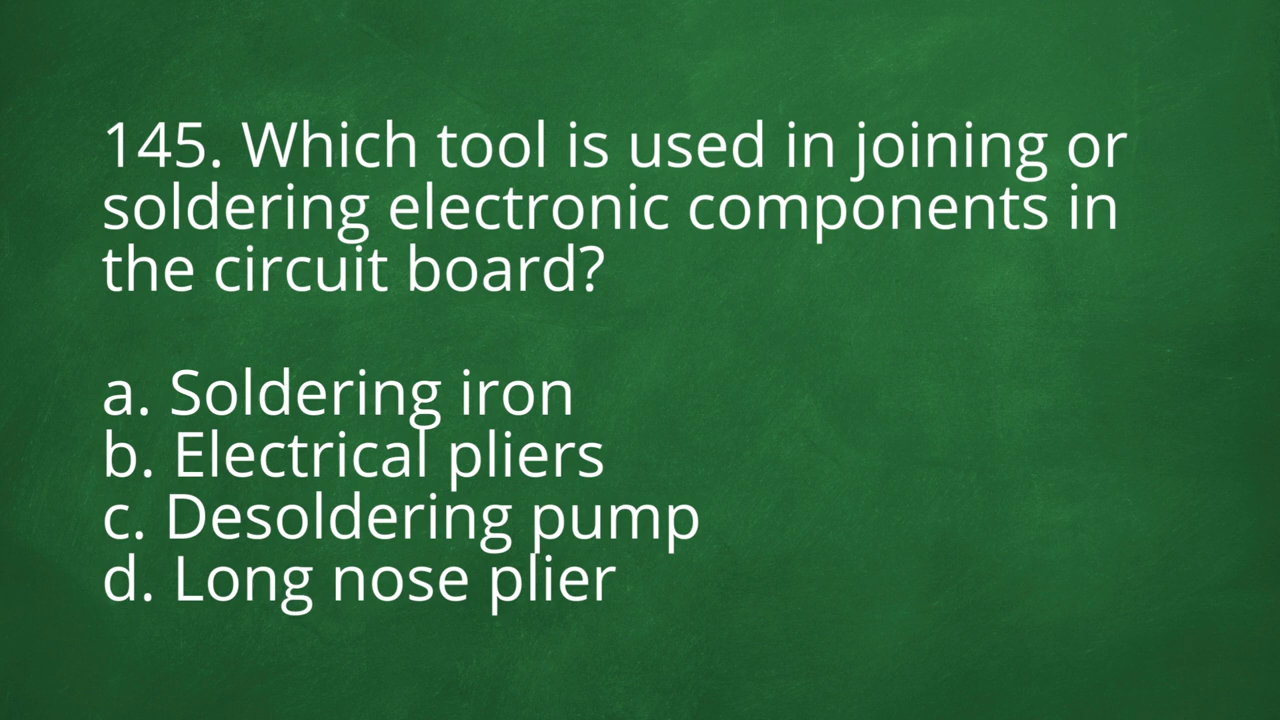 145. Which tool is used in joining or
soldering electronic components in
the circuit board?
a. Soldering iron
b. Electrical pliers
c. Desoldering pump
d. Long nose plier